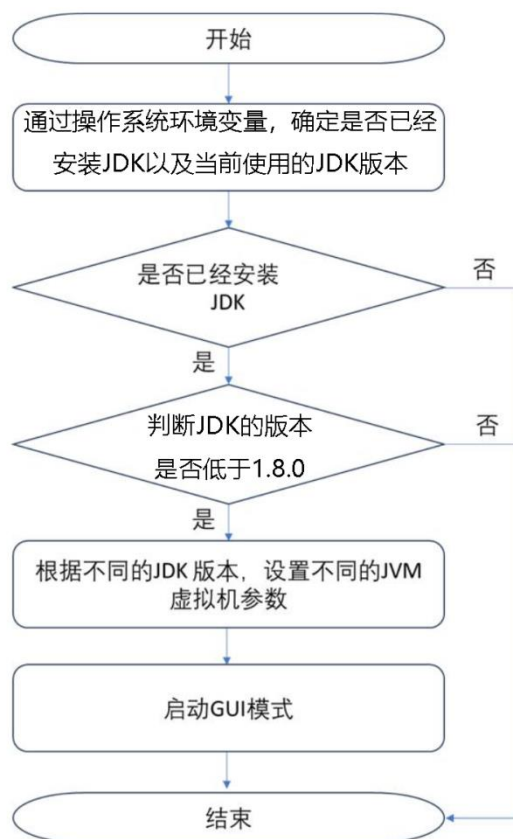 开始
通过操作系统环境变量，确定是否已经
安装JDK以及当前使用的JDK版本
是否已经安装
JDK
否
是
判断JDK的版本
是否低于1.8.0
否
是
根据不同的JDK 版本，设置不同的JVM
虚拟机参数
启动GUI模式
结束